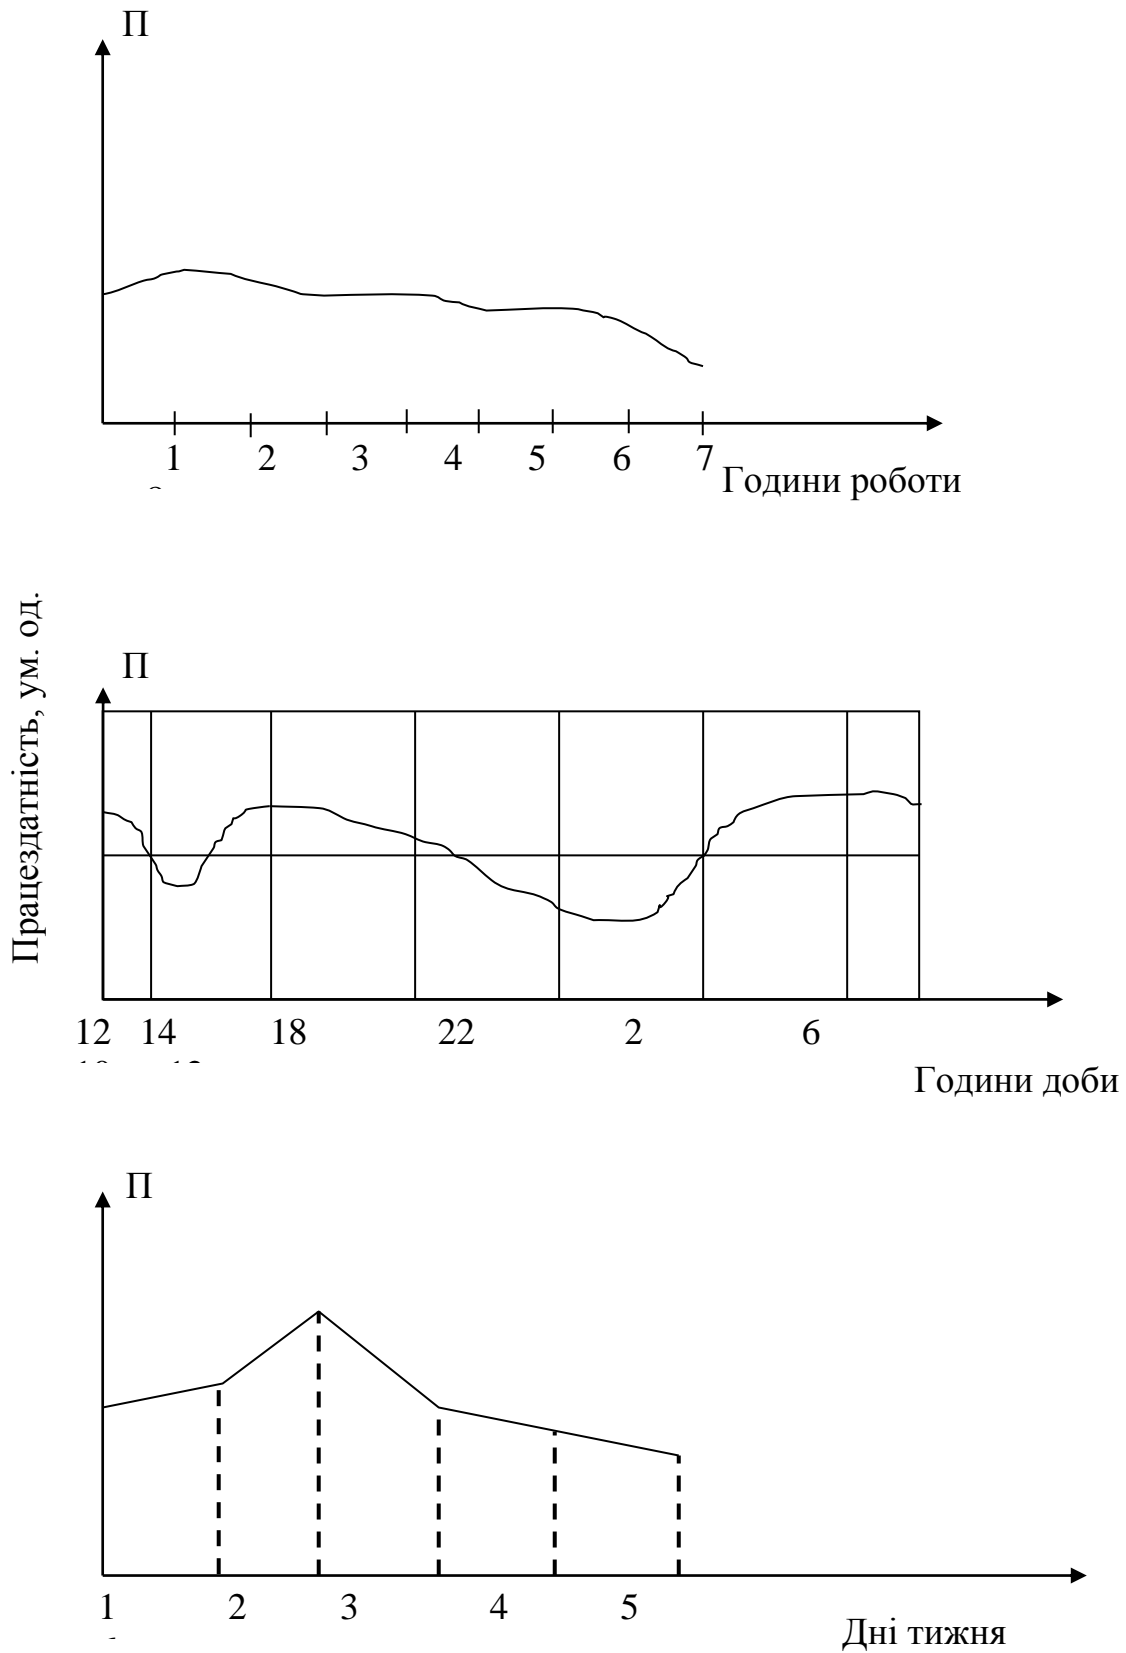 П
1 2 3 4 5 6 7
Години роботи
Працездатність, ум. од.
П
12 14 18 22 2 6
Години доби
П
1 2 3 4 5
Дні тижня